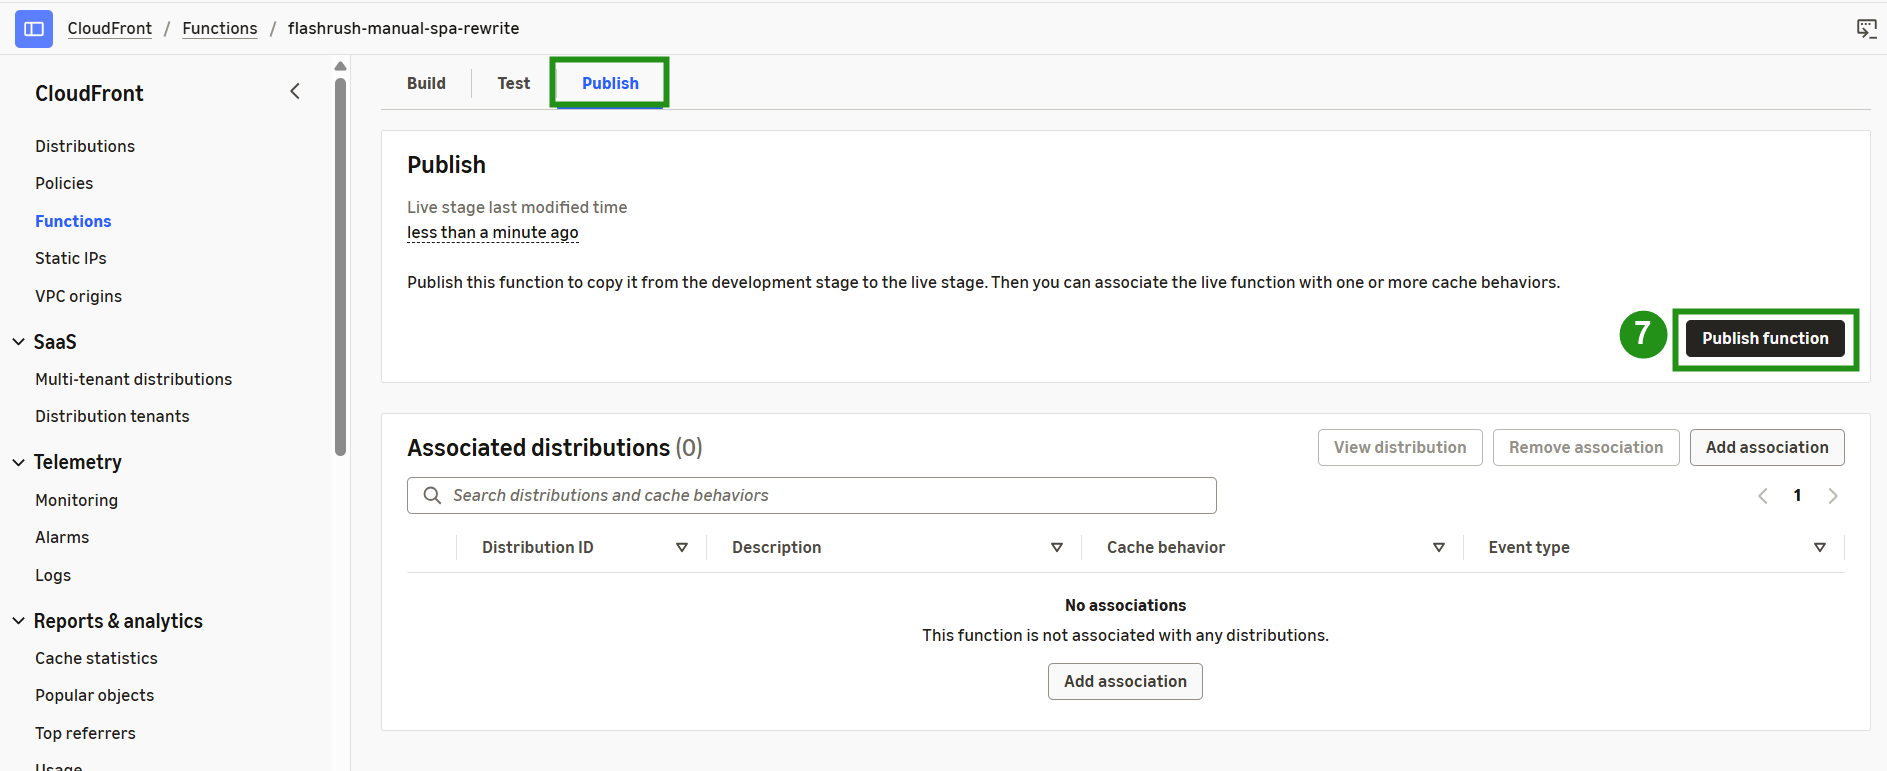 CloudFront / Functions / flashrush-manual-spa-rewrite
CloudFront
Distributions
Policies
Functions
Static IPs
VPC origins
SaaS
Multi-tenant distributions
Distribution tenants
Telemetry
Monitoring
Alarms
Logs
Reports & analytics
Cache statistics
Popular objects
Top referrers
Usage
Build
Test
Publish
Publish
Live stage last modified time
less than a minute ago
Publish this function to copy it from the development stage to the live stage. Then you can associate the live function with one or more cache behaviors.
7
Publish function
Associated distributions (0)
View distribution
Remove association
Add association
Search distributions and cache behaviors
1
Distribution ID
Description
Cache behavior
Event type
No associations
This function is not associated with any distributions.
Add association